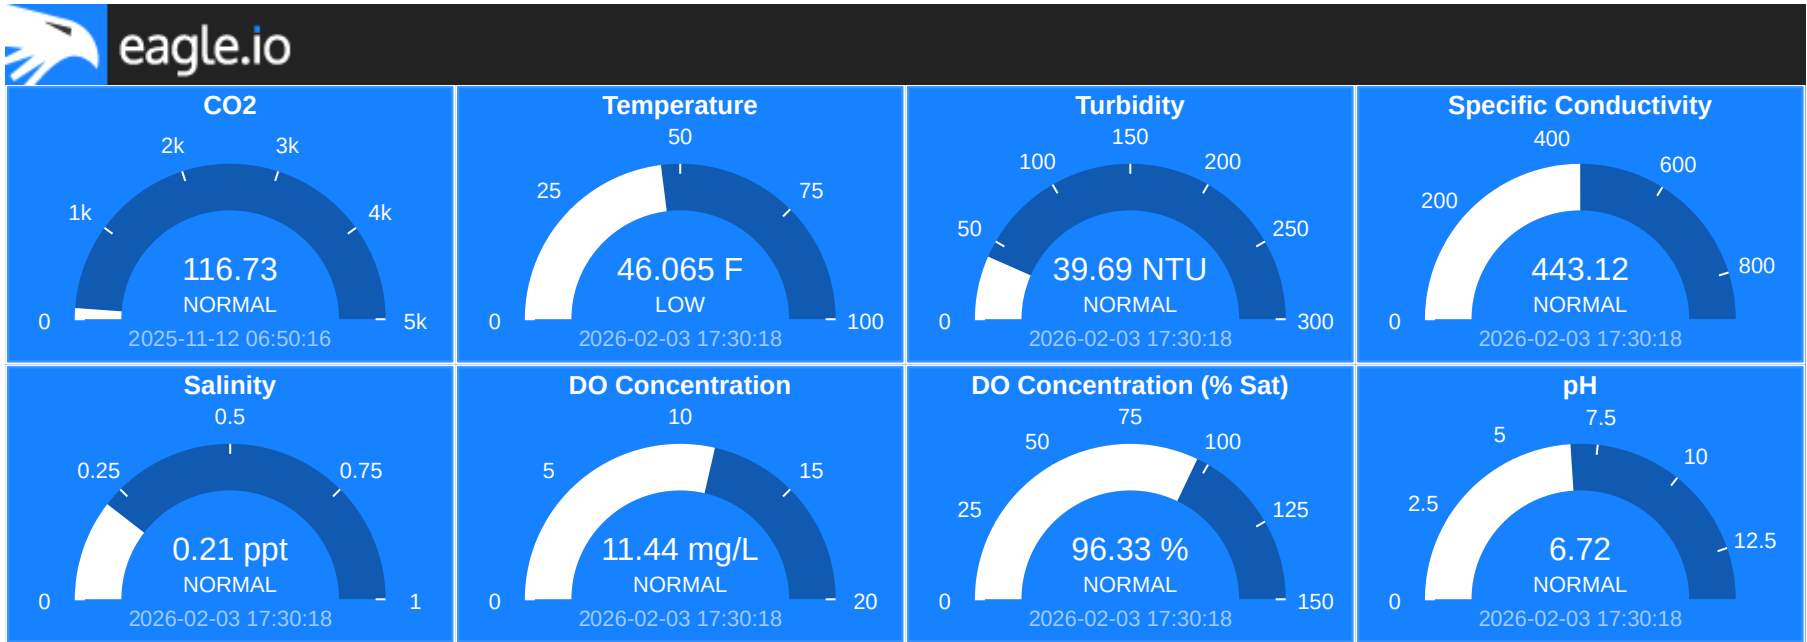 eagle.io
CO2
2k 3k
1k 4k
116.73
NORMAL
0 5k
2025-11-12 06:50:16
Temperature
50
25 75
46.065 F
LOW
0 100
2026-02-03 17:30:18
Turbidity
150
100 200
50 250
39.69 NTU
NORMAL
0 300
2026-02-03 17:30:18
Specific Conductivity
400
600
200
800
443.12
NORMAL
0
2026-02-03 17:30:18
Salinity
0.5
0.25 0.75
0.21 ppt
NORMAL
0 1
2026-02-03 17:30:18
DO Concentration
10
5 15
11.44 mg/L
NORMAL
0 20
2026-02-03 17:30:18
DO Concentration (% Sat)
75
50 100
25 125
96.33 %
NORMAL
0 150
2026-02-03 17:30:18
pH
7.5
5
10
2.5
12.5
6.72
NORMAL
0
2026-02-03 17:30:18